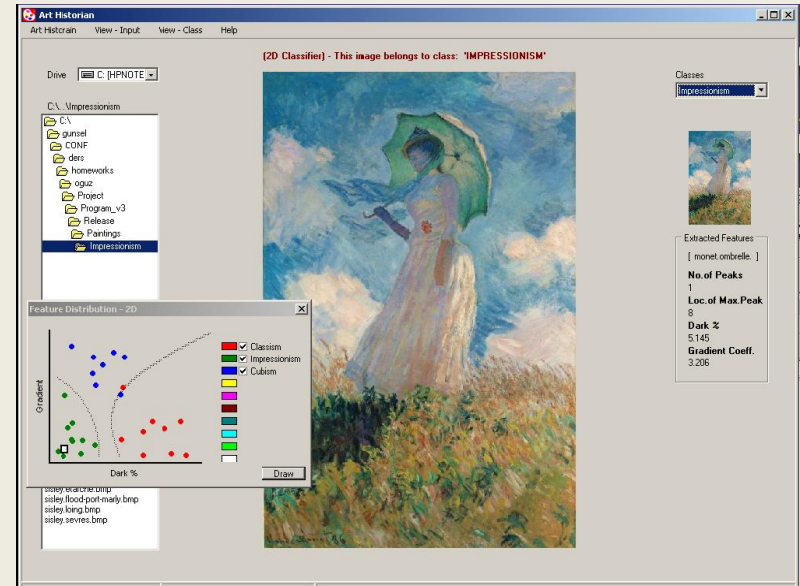 Art Historian
Art Histcrain View - Input View - Class Help
(2D Classifier) - This image belongs to class: 'IMPRESSIONISM'
Drive C: [HPNOTE
C:\...\Impressionism
C:\
gunsel
CONF
ders
homeworks
oguz
Project
Program_v3
Release
Paintings
Impressionism
Classes
Impressionism
Extracted Features
[ monet.ombrelle. ]
No.of Peaks
1
Loc.of Max.Peak
8
Dark %
5.145
Gradient Coeff.
3.206
Feature Distribution - 2D
Gradient
Dark %
Classism
Impressionism
Cubism
Draw
sisley.flood-port-marly.bmp
sisley.loing.bmp
sisley.sevres.bmp